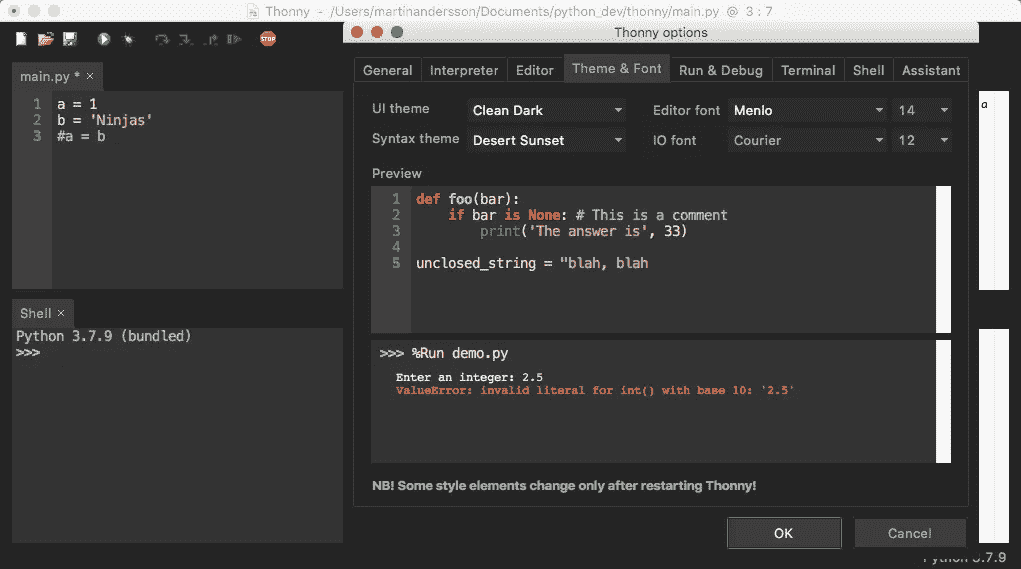 Thonny - /Users/martinandersson/Documents/python_dev/thonny/main.py @ 3 : 7
STOP
main.py * ×
1 a = 1
2 b = 'Ninjas'
3 #a = b
Shell ×
Python 3.7.9 (bundled)
>>>
Thonny options
General Interpreter Editor Theme & Font Run & Debug Terminal Shell Assistant
UI theme Clean Dark Editor font Menlo 14
Syntax theme Desert Sunset IO font Courier 12
Preview
1 def foo(bar):
2 if bar is None: # This is a comment
3 print('The answer is', 33)
4
5 unclosed_string = "blah, blah
>>> %Run demo.py
Enter an integer: 2.5
ValueError: invalid literal for int() with base 10: '2.5'
NB! Some style elements change only after restarting Thonny!
OK Cancel
a
Python 3.7.9